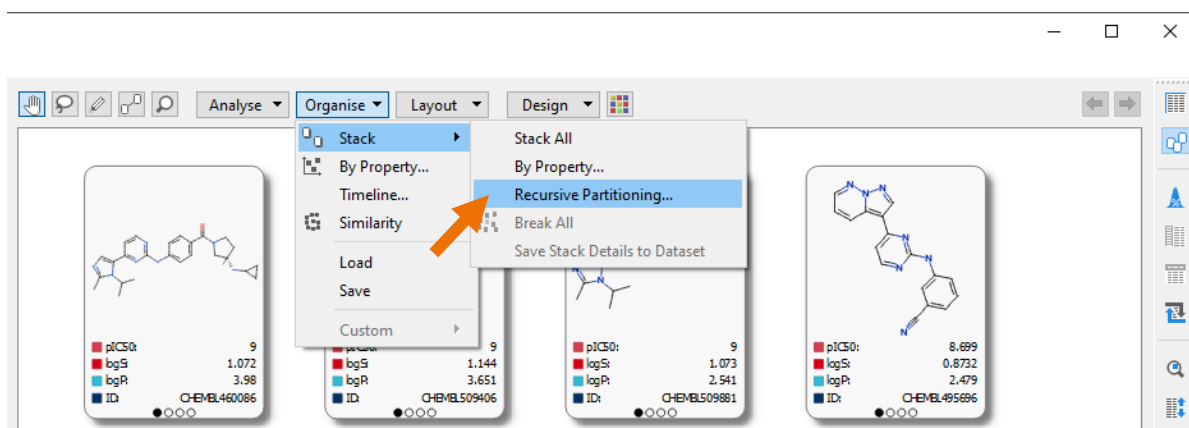 Analyse Organise Layout Design
Stack Stack All
By Property... By Property...
Timeline... Recursive Partitioning...
Similarity Break All
Load Save Stack Details to Dataset
Save
Custom
pIC50: 9 9 pIC50: 9 pIC50: 8.699
logS: 1.072 logS: 1.144 logS: 1.073 logS: 0.8732
logP: 3.98 logP: 3.651 logP: 2.541 logP: 2.479
ID: CHEMBL460086 ID: CHEMBL509406 ID: CHEMBL509881 ID: CHEMBL495696